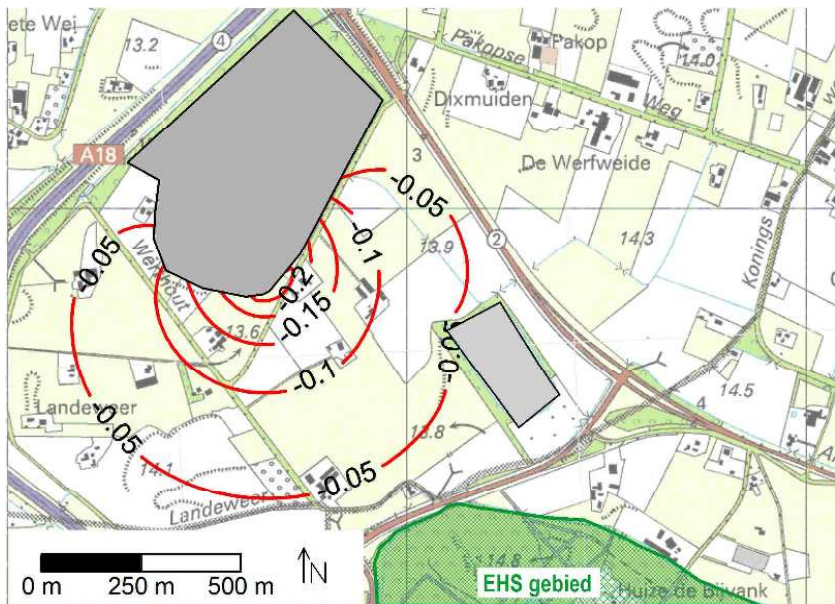 ete Wei
13.2
4
Pakopse
Pakop
14.0
Dixmuiden
Weg
A18
3
De Werfweide
-0.05
Konings
-0.1
13.9
2
14.3
-0.05
Werfhout
-0.2
-0.15
13.6
-0.1
14.5
Landeweer
4
-0.05
13.8
14.1
-0.05
Landeweer
14.8
EHS gebied
Huize de Bijvank
N
0 m
250 m
500 m